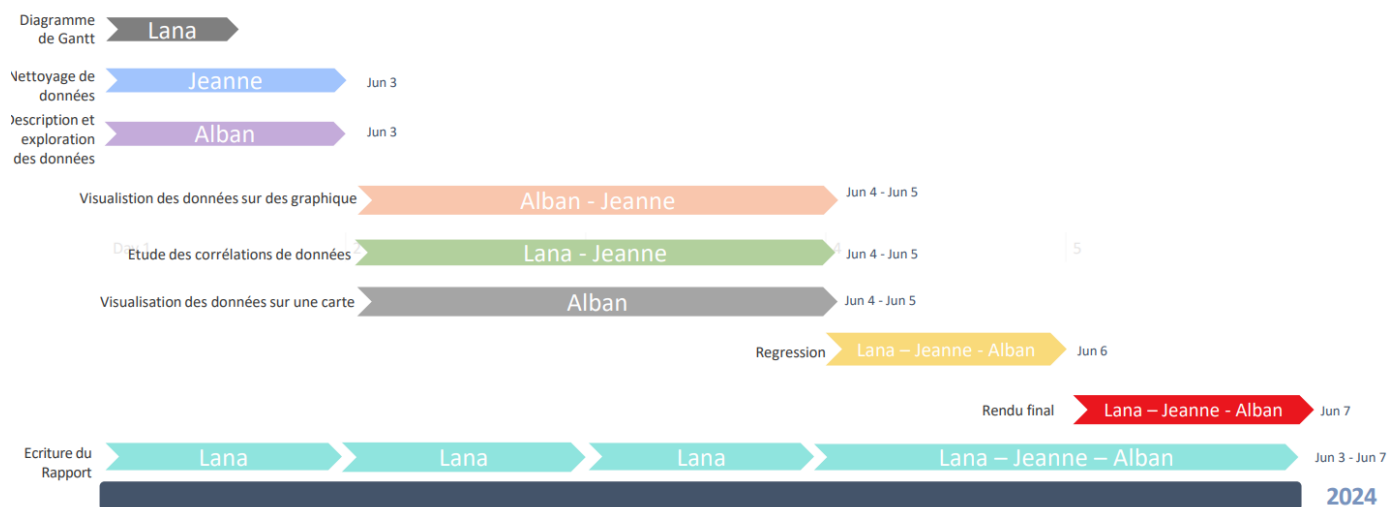 Diagramme
de Gantt
Lana
Nettoyage de
données
Jeanne
Jun 3
Description et
exploration
des données
Alban
Jun 3
Visualistion des données sur des graphique
Alban - Jeanne
Jun 4 - Jun 5
Day 1
2
4
5
Etude des corrélations de données
Lana - Jeanne
Jun 4 - Jun 5
Visualisation des données sur une carte
Alban
Jun 4 - Jun 5
Regression
Lana – Jeanne - Alban
Jun 6
Rendu final
Lana – Jeanne - Alban
Jun 7
Ecriture du
Rapport
Lana
Lana
Lana
Lana – Jeanne – Alban
Jun 3 - Jun 7
2024